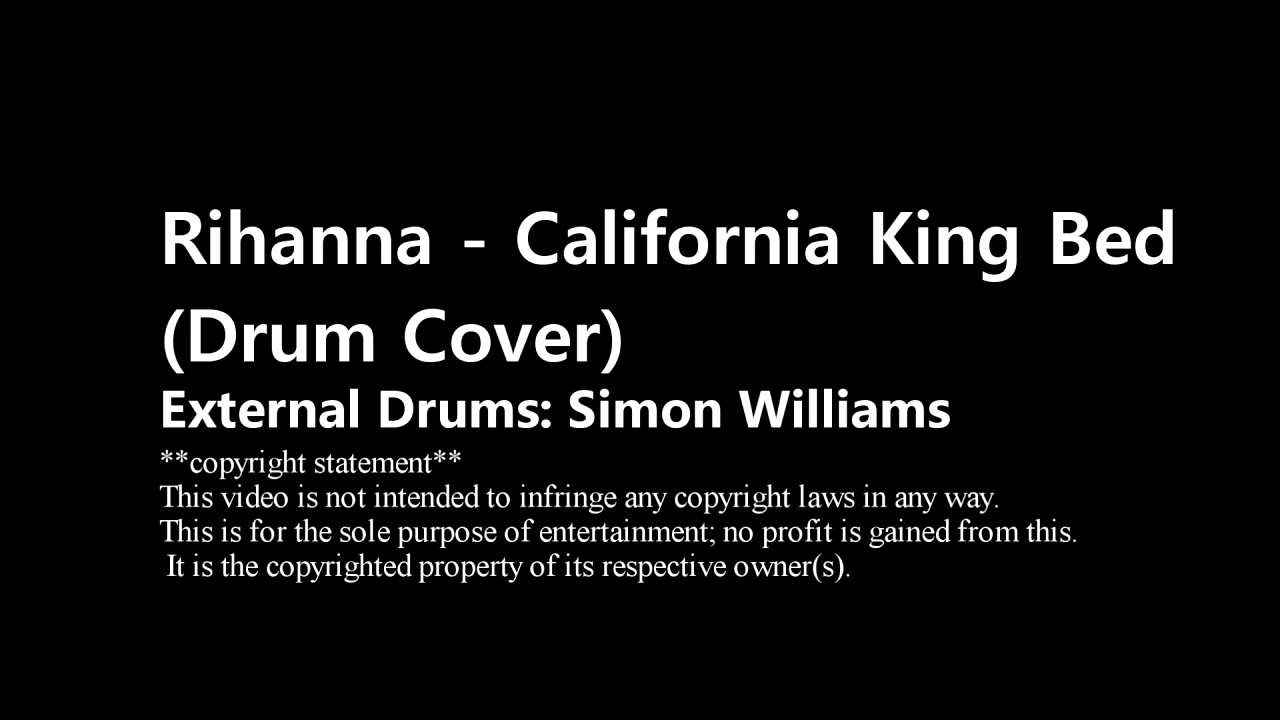 Rihanna - California King Bed
(Drum Cover)
External Drums: Simon Williams
**copyright statement**
This video is not intended to infringe any copyright laws in any way.
This is for the sole purpose of entertainment; no profit is gained from this.
It is the copyrighted property of its respective owner(s).